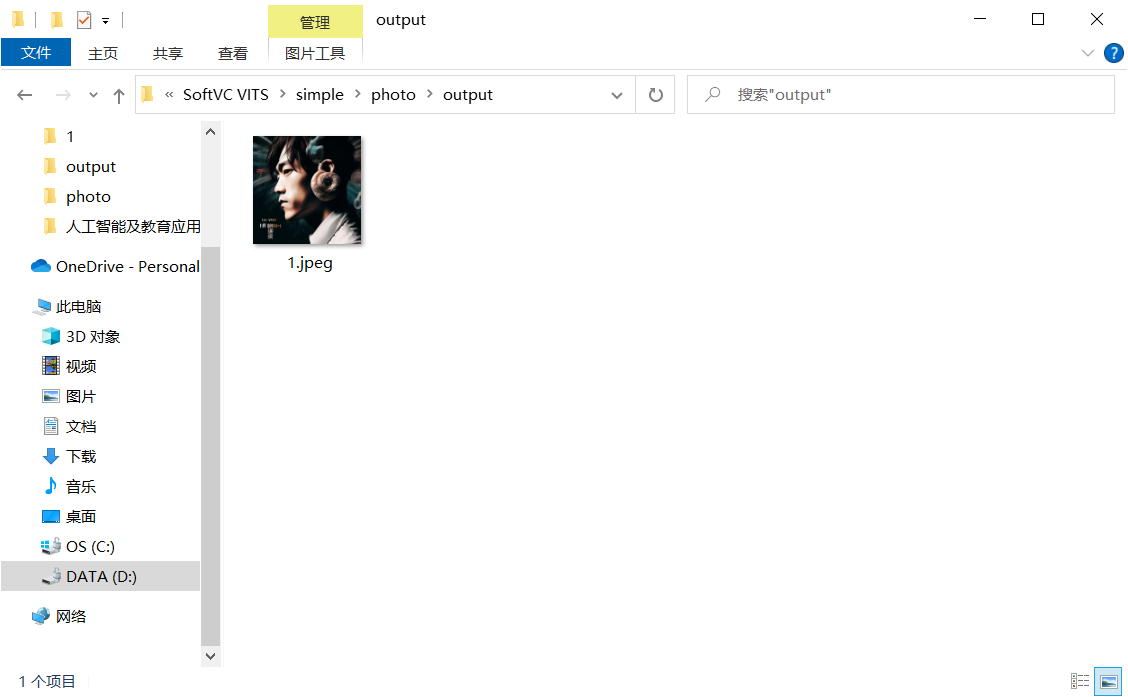 管理
output
文件
主页
共享
查看
图片工具
« SoftVC VITS > simple > photo > output
搜索"output"
1
output
photo
人工智能及教育应用
OneDrive - Personal
此电脑
3D 对象
视频
图片
文档
下载
音乐
桌面
OS (C:)
DATA (D:)
网络
1.jpeg
1 个项目